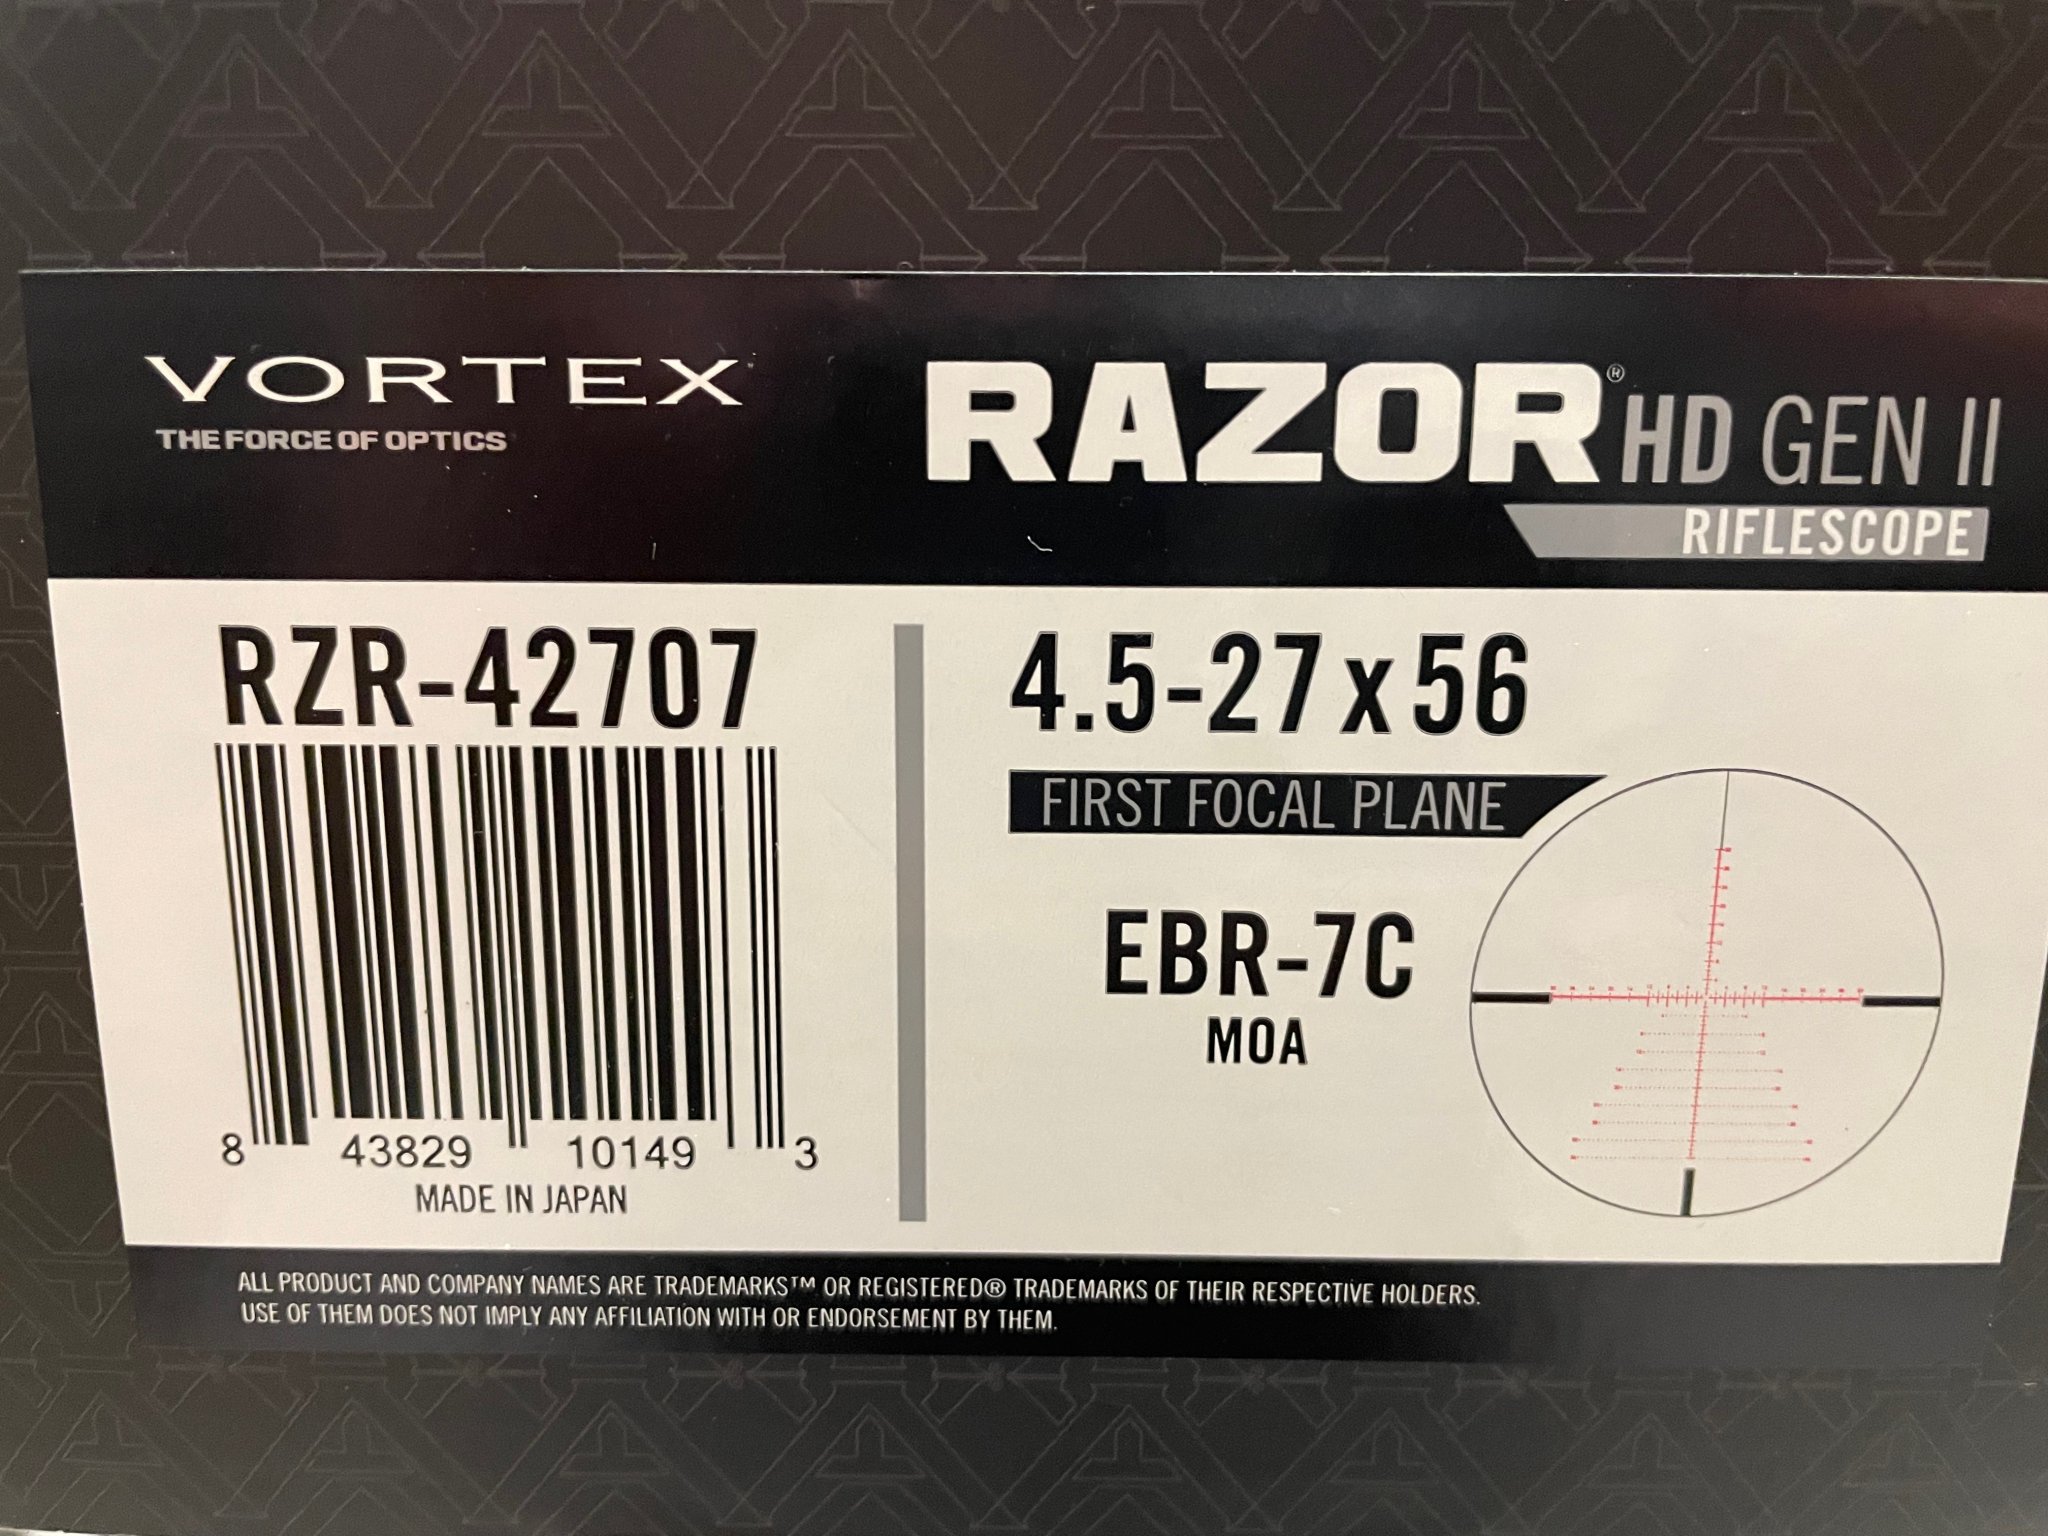 VORTEX
THE FORCE OF OPTICS
RAZOR® HD GEN II
RIFLESCOPE
RZR-42707
8 43829 10149 3
MADE IN JAPAN
4.5-27x56
FIRST FOCAL PLANE
EBR-7C
MOA
ALL PRODUCT AND COMPANY NAMES ARE TRADEMARKS™ OR REGISTERED® TRADEMARKS OF THEIR RESPECTIVE HOLDERS.
USE OF THEM DOES NOT IMPLY ANY AFFILIATION WITH OR ENDORSEMENT BY THEM.